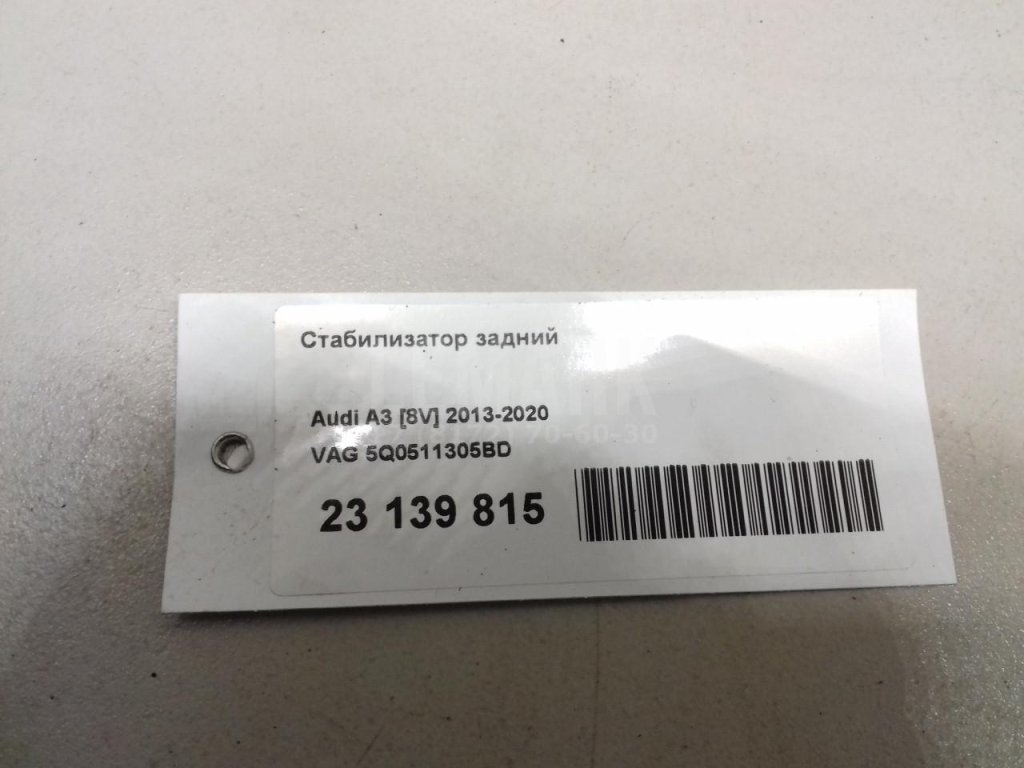 Стабилизатор задний
Audi A3 [8V] 2013-2020
VAG 5Q0511305BD
23 139 815